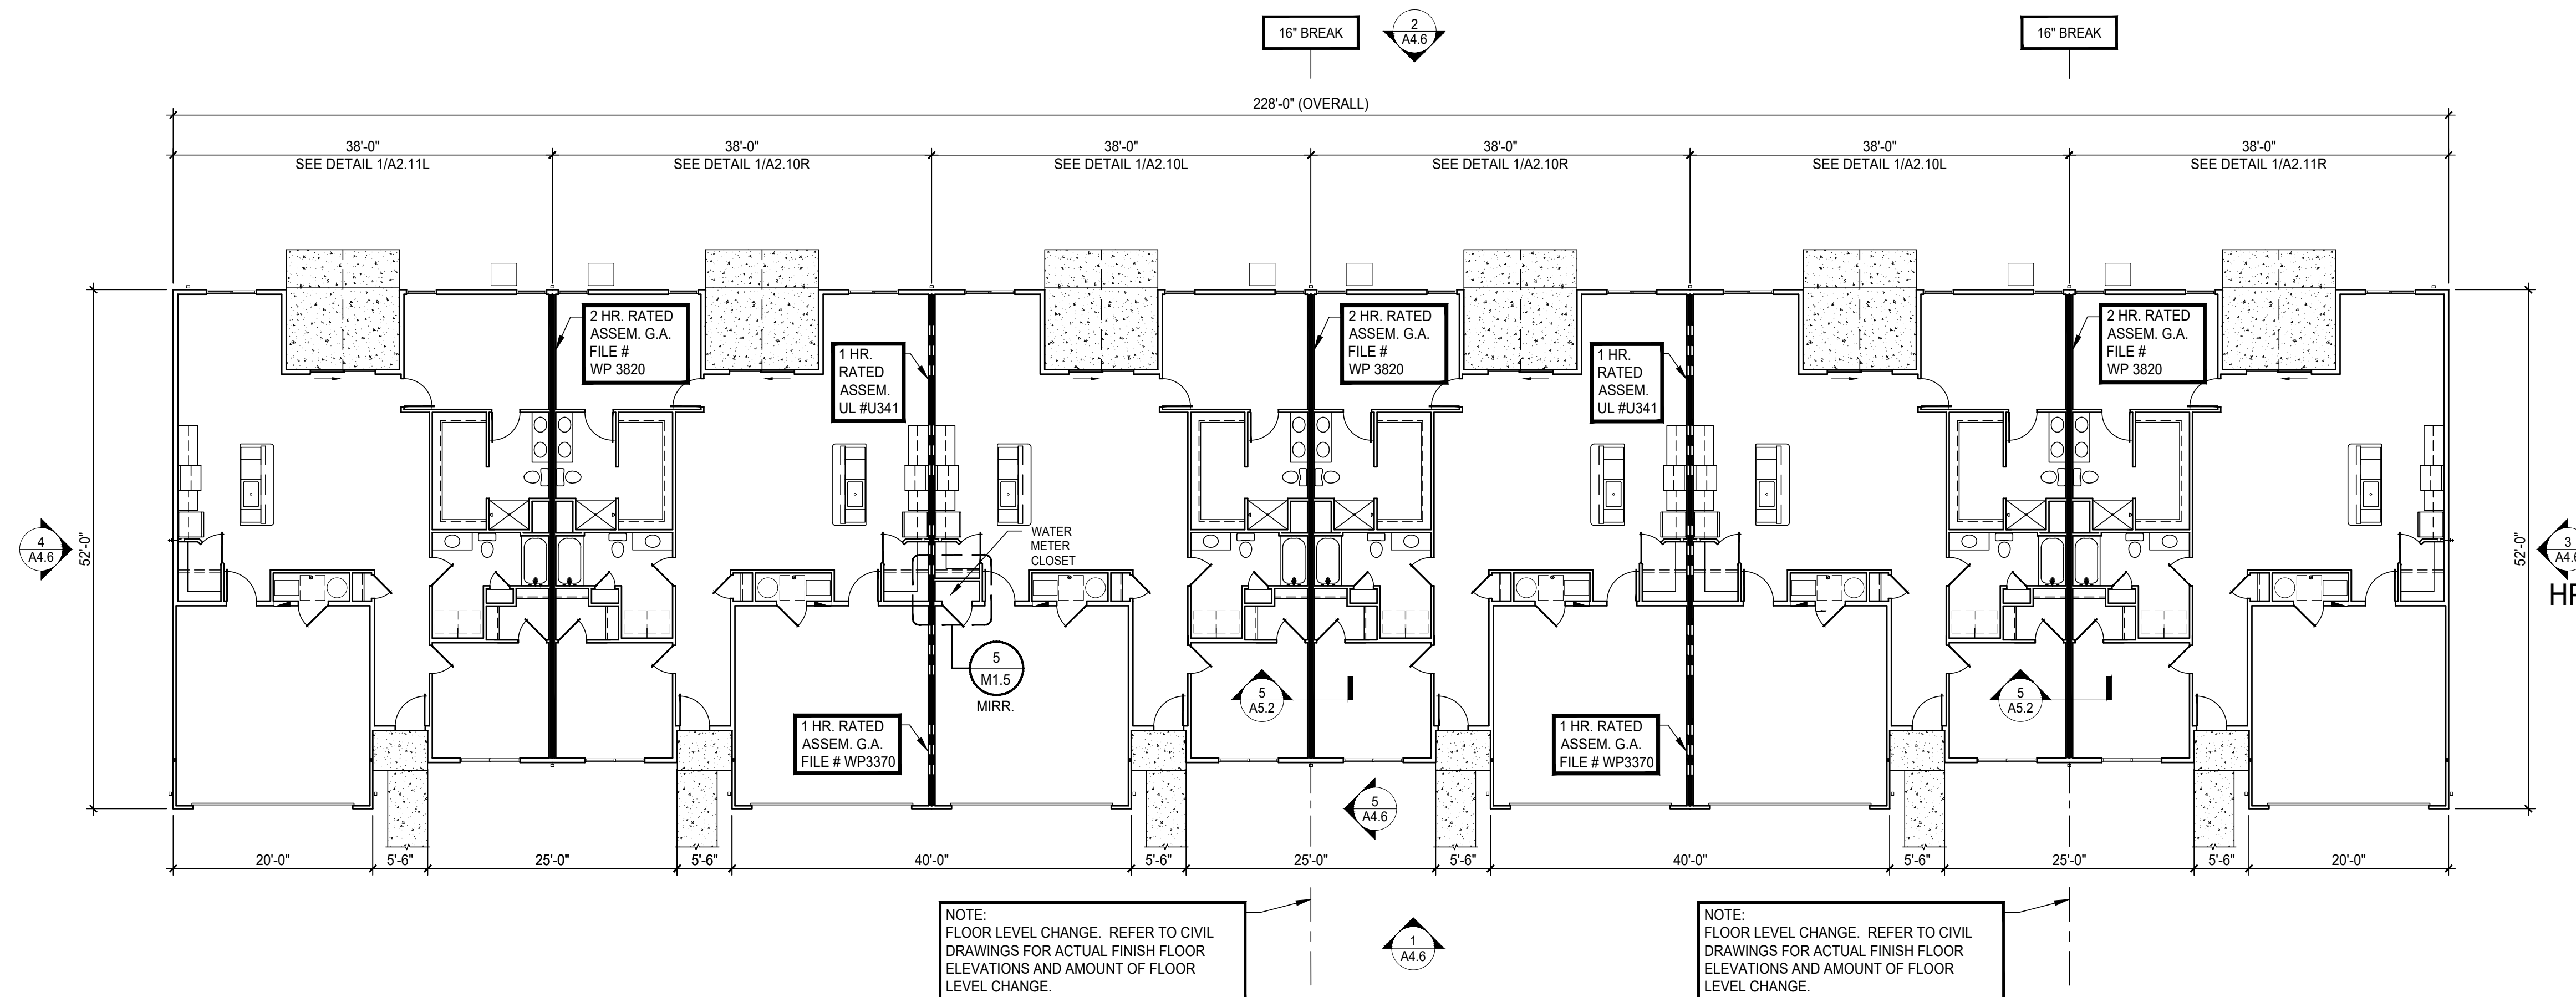 16" BREAK
2
A4.6
16" BREAK
228'-0" (OVERALL)
38'-0"
SEE DETAIL 1/A2.11L
38'-0"
SEE DETAIL 1/A2.10R
38'-0"
SEE DETAIL 1/A2.10L
38'-0"
SEE DETAIL 1/A2.10R
38'-0"
SEE DETAIL 1/A2.10L
38'-0"
SEE DETAIL 1/A2.11R
2 HR. RATED
ASSEM. G.A.
FILE #
WP 3820
1 HR.
RATED
ASSEM.
UL #U341
2 HR. RATED
ASSEM. G.A.
FILE #
WP 3820
1 HR.
RATED
ASSEM.
UL #U341
2 HR. RATED
ASSEM. G.A.
FILE #
WP 3820
4
A4.6
52'-0"
WATER
METER
CLOSET
52'-0"
3
A4.6
5
M1.5
MIRR.
5
A5.2
5
A5.2
1 HR. RATED
ASSEM. G.A.
FILE # WP3370
1 HR. RATED
ASSEM. G.A.
FILE # WP3370
5
A4.6
20'-0"
5'-6"
25'-0"
5'-6"
40'-0"
5'-6"
25'-0"
5'-6"
40'-0"
5'-6"
25'-0"
5'-6"
20'-0"
NOTE:
FLOOR LEVEL CHANGE. REFER TO CIVIL
DRAWINGS FOR ACTUAL FINISH FLOOR
ELEVATIONS AND AMOUNT OF FLOOR
LEVEL CHANGE.
1
A4.6
NOTE:
FLOOR LEVEL CHANGE. REFER TO CIVIL
DRAWINGS FOR ACTUAL FINISH FLOOR
ELEVATIONS AND AMOUNT OF FLOOR
LEVEL CHANGE.